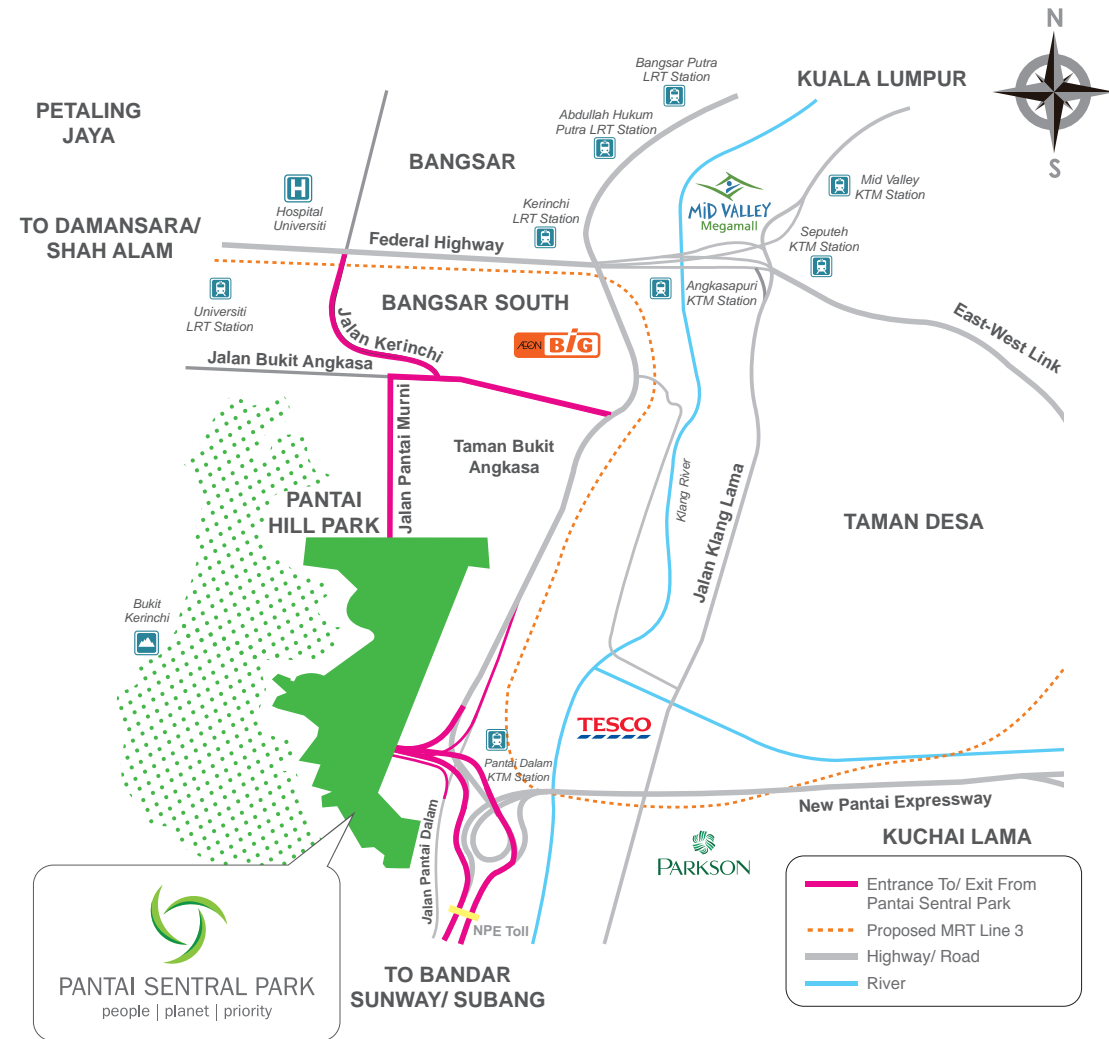 N
S
Bangsar Putra
LRT Station
KUALA LUMPUR
PETALING
JAYA
Abdullah Hukum
Putra LRT Station
BANGSAR
H
Hospital
Universiti
MiD VALLEY
Megamall
Mid Valley
KTM Station
Kerinchi
LRT Station
TO DAMANSARA/
SHAH ALAM
Federal Highway
Seputeh
KTM Station
Universiti
LRT Station
BANGSAR SOUTH
Angkasapuri
KTM Station
Jalan Kerinchi
AEON BiG
East-West Link
Jalan Bukit Angkasa
Jalan Pantai Murni
Taman Bukit
Angkasa
Klang River
Jalan Klang Lama
PANTAI
HILL PARK
TAMAN DESA
Bukit
Kerinchi
TESCO
Pantai Dalam
KTM Station
New Pantai Expressway
Jalan Pantai Dalam
PARKSON
KUCHAI LAMA
NPE Toll
TO BANDAR
SUNWAY/ SUBANG
PANTAI SENTRAL PARK
people | planet | priority
Entrance To/ Exit From
Pantai Sentral Park
Proposed MRT Line 3
Highway/ Road
River